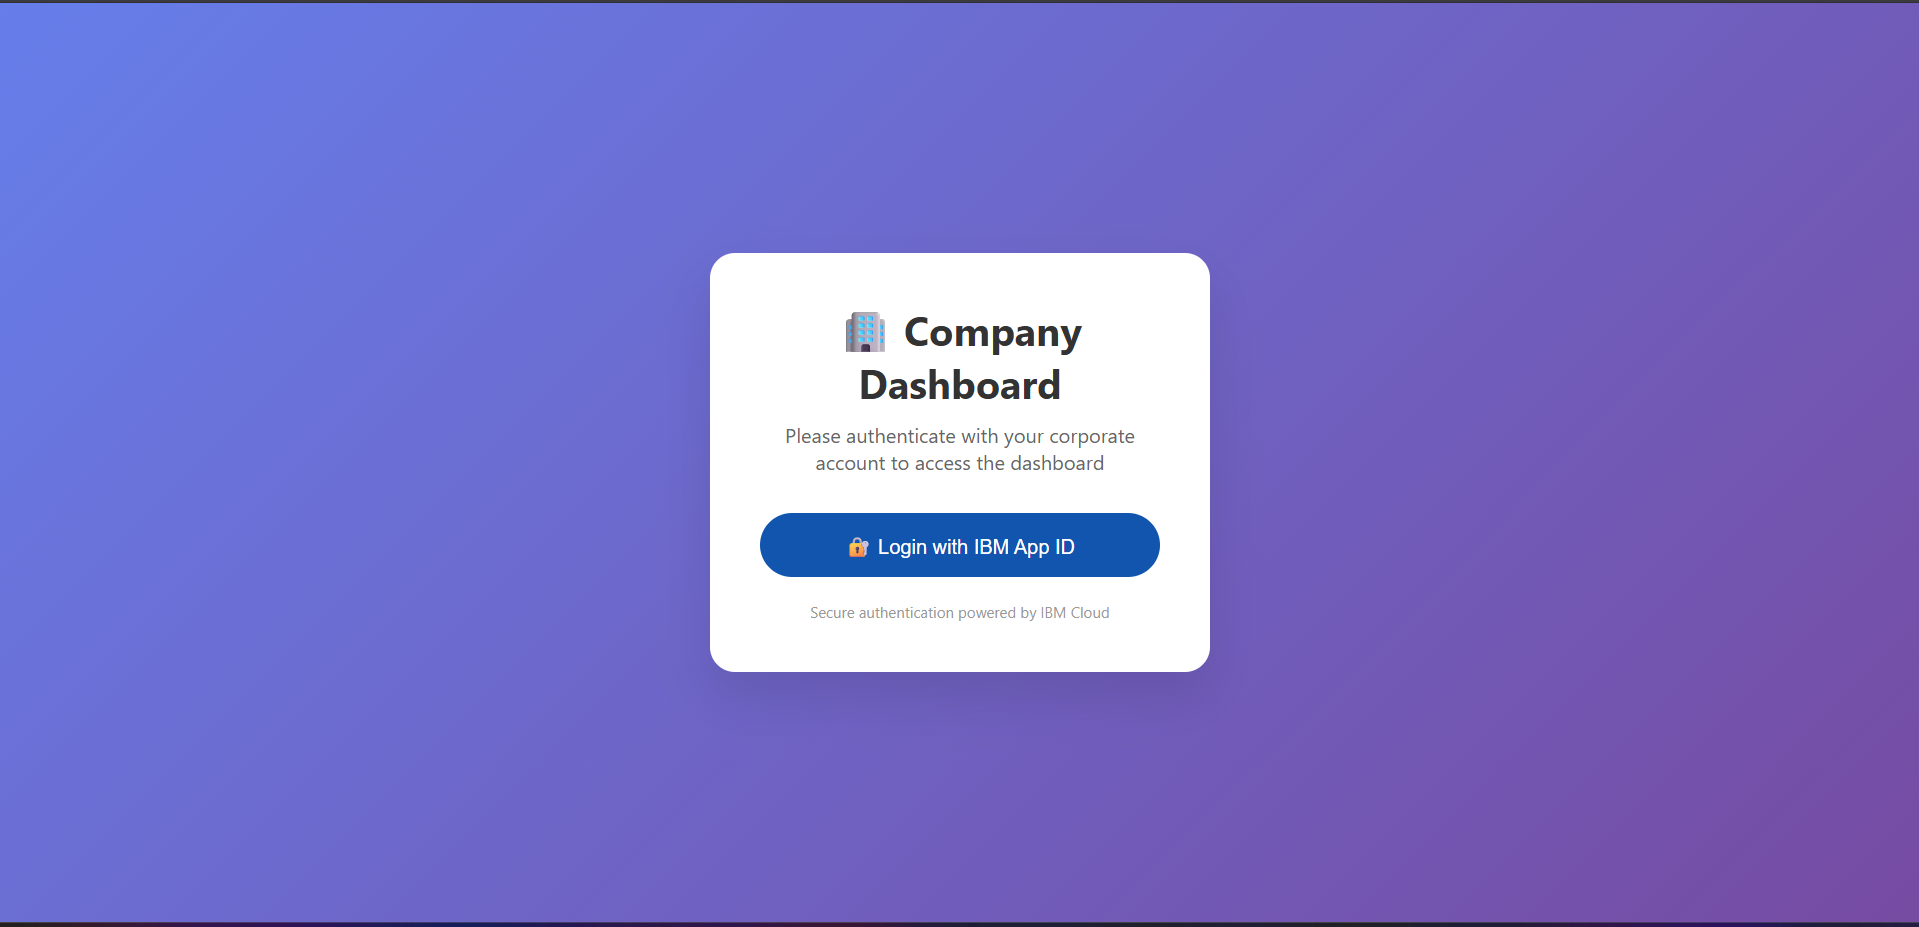 Company
Dashboard
Please authenticate with your corporate
account to access the dashboard
Login with IBM App ID
Secure authentication powered by IBM Cloud